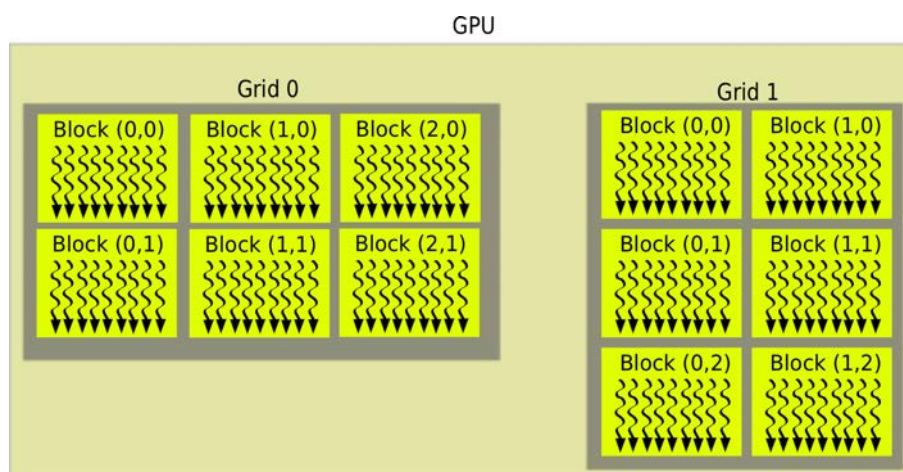 GPU
Grid 0
Block (0,0) Block (1,0) Block (2,0)
Block (0,1) Block (1,1) Block (2,1)
Grid 1
Block (0,0) Block (1,0)
Block (0,1) Block (1,1)
Block (0,2) Block (1,2)